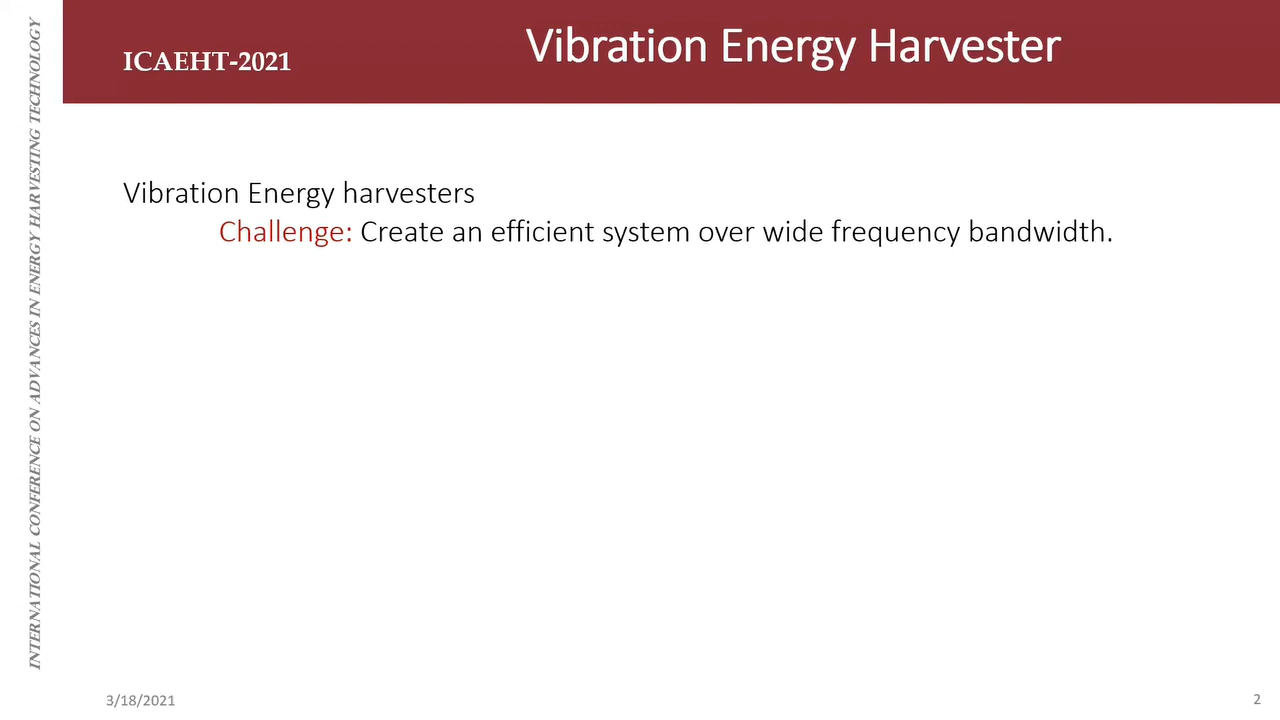 ICAEHT-2021
Vibration Energy Harvester
INTERNATIONAL CONFERENCE ON ADVANCES IN ENERGY HARVESTING TECHNOLOGY
Vibration Energy harvesters
Challenge: Create an efficient system over wide frequency bandwidth.
3/18/2021
2